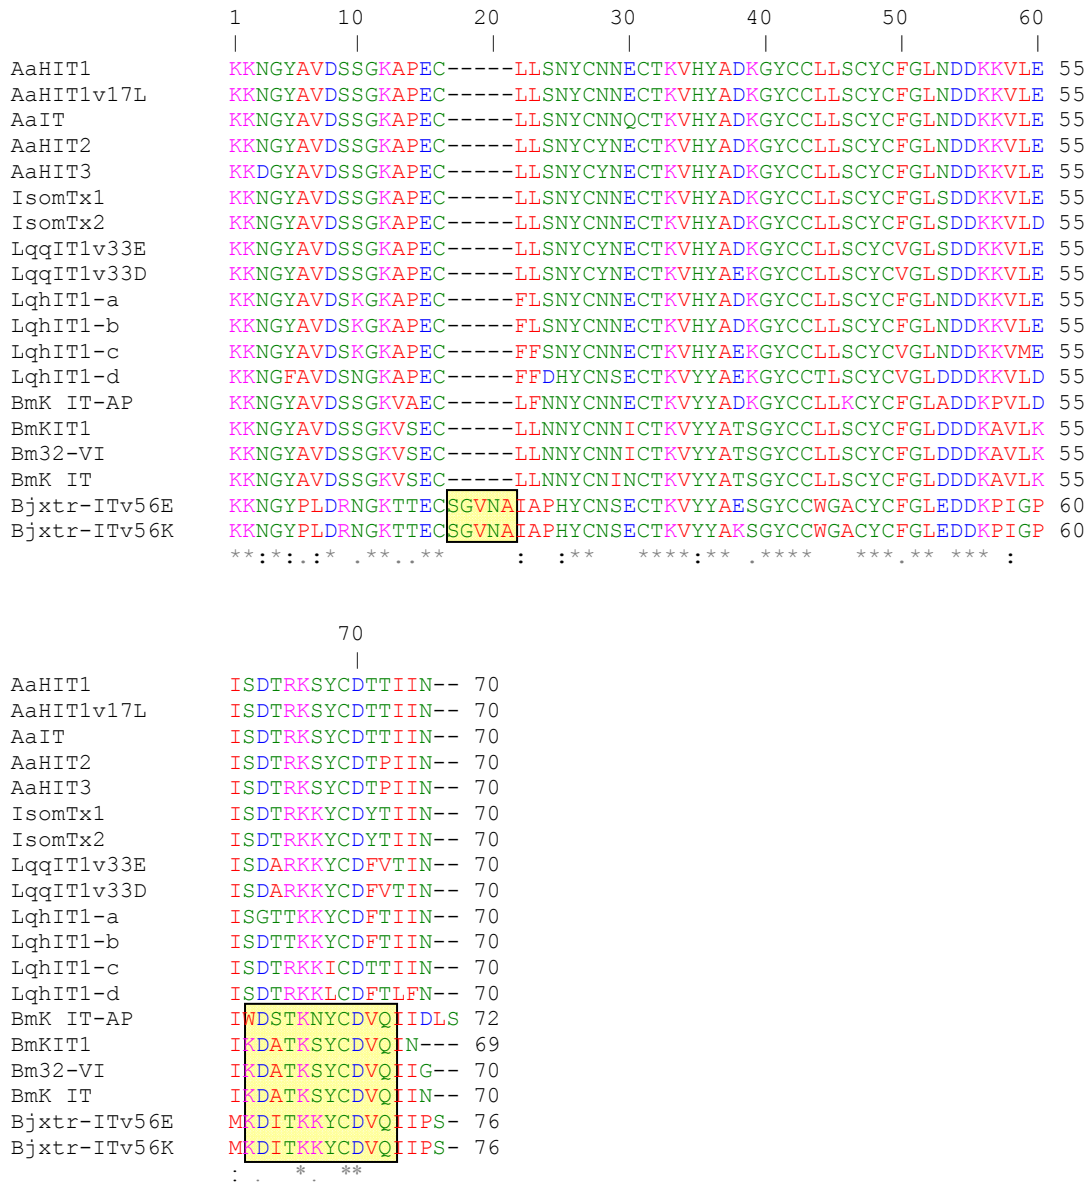 1 10 20 30 40 50 60
| | | | | | |
AaHIT1 KKNGYAVDSSGKAPEC-----LLSNYCNNECTKVHYADKGYCCLLSCYCFGLNDDKKVLE 55
AaHIT1v17L KKNGYAVDSSGKAPEC-----LLSNYCNNECTKVHYADKGYCCLLSCYCFGLNDDKKVLE 55
AaIT KKNGYAVDSSGKAPEC-----LLSNYCNNQCTKVHYADKGYCCLLSCYCFGLNDDKKVLE 55
AaHIT2 KKNGYAVDSSGKAPEC-----LLSNYCYNECTKVHYADKGYCCLLSCYCFGLNDDKKVLE 55
AaHIT3 KKDGYAVDSSGKAPEC-----LLSNYCYNECTKVHYADKGYCCLLSCYCFGLNDDKKVLE 55
IsomTx1 KKNGYAVDSSGKAPEC-----LLSNYCYNECTKVHYADKGYCCLLSCYCFGLSDDKKVLE 55
IsomTx2 KKNGYAVDSSGKAPEC-----LLSNYCYNECTKVHYADKGYCCLLSCYCFGLSDDKKVLD 55
LqqIT1v33E KKNGYAVDSSGKAPEC-----LLSNYCYNECTKVHYADKGYCCLLSCYCVGLSDDKKVLE 55
LqqIT1v33D KKNGYAVDSSGKAPEC-----LLSNYCYNECTKVHYAEKGYCCLLSCYCVGLSDDKKVLE 55
LqhIT1-a KKNGYAVDSKGKAPEC-----FLSNYCNNECTKVHYADKGYCCLLSCYCFGLNDDKKVLE 55
LqhIT1-b KKNGYAVDSKGKAPEC-----FLSNYCNNECTKVHYADKGYCCLLSCYCFGLNDDKKVLE 55
LqhIT1-c KKNGYAVDSKGKAPEC-----FFSNYCNNECTKVHYAEKGYCCLLSCYCVGLNDDKKVME 55
LqhIT1-d KKNGFAVDSNGKAPEC-----FFDHYCNSECTKVYYAEKGYCCTLSCYCVGLDDDKKVLD 55
BmK IT-AP KKNGYAVDSSGKVAEC-----LFNNYCNNECTKVYYADKGYCCLLKCYCFGLADDKPVLD 55
BmKIT1 KKNGYAVDSSGKVSEC-----LLNNYCNNICTKVYYATSGYCCLLSCYCFGLDDDKAVLK 55
Bm32-VI KKNGYAVDSSGKVSEC-----LLNNYCNNICTKVYYATSGYCCLLSCYCFGLDDDKAVLK 55
BmK IT KKNGYAVDSSGKVSEC-----LLNNYCNINCTKVYYATSGYCCLLSCYCFGLDDDKAVLK 55
Bjxtr-ITv56E KKNGYPLDRNGKTTECSGVNAIAPHYCNSECTKVYYAESGYCCWGACYCFGLEDDKPIGP 60
Bjxtr-ITv56K KKNGYPLDRNGKTTECSGVNAIAPHYCNSECTKVYYAKSGYCCWGACYCFGLEDDKPIGP 60
**:*:.:* .**..** : :** ****:**.**** ***.** *** :
70
|
AaHIT1 ISDTRKSYCDTTIIN-- 70
AaHIT1v17L ISDTRKSYCDTTIIN-- 70
AaIT ISDTRKSYCDTTIIN-- 70
AaHIT2 ISDTRKSYCDTPIIN-- 70
AaHIT3 ISDTRKSYCDTPIIN-- 70
IsomTx1 ISDTRKKYCDYTIIN-- 70
IsomTx2 ISDTRKKYCDYTIIN-- 70
LqqIT1v33E ISDARKKYCDFVTIN-- 70
LqqIT1v33D ISDARKKYCDFVTIN-- 70
LqhIT1-a ISGTTKKYCDFTIIN-- 70
LqhIT1-b ISDTTKKYCDFTIIN-- 70
LqhIT1-c ISDTRKKICDTTIIN-- 70
LqhIT1-d ISDTRKKLCDFTLFN-- 70
BmK IT-AP IWDSTKNYCDVQIIDLS 72
BmKIT1 IKDATKSYCDVQIN--- 69
Bm32-VI IKDATKSYCDVQIIG-- 70
BmK IT IKDATKSYCDVQIIN-- 70
Bjxtr-ITv56E MKDITKKYCDVQIIPS- 76
Bjxtr-ITv56K MKDITKKYCDVQIIPS- 76
: . *. **